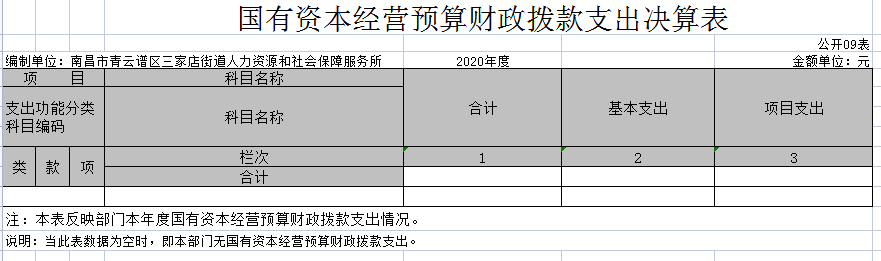 国有资本经营预算财政拨款支出决算表
公开09表
编制单位：南昌市青云谱区三家店街道人力资源和社会保障服务所 2020年度 金额单位：元
项 目 科目名称
支出功能分类科目编码 科目名称 合计 基本支出 项目支出
类 款 项 栏次 1 2 3
合计
注：本表反映部门本年度国有资本经营预算财政拨款支出情况。
说明：当此表数据为空时，即本部门无国有资本经营预算财政拨款支出。